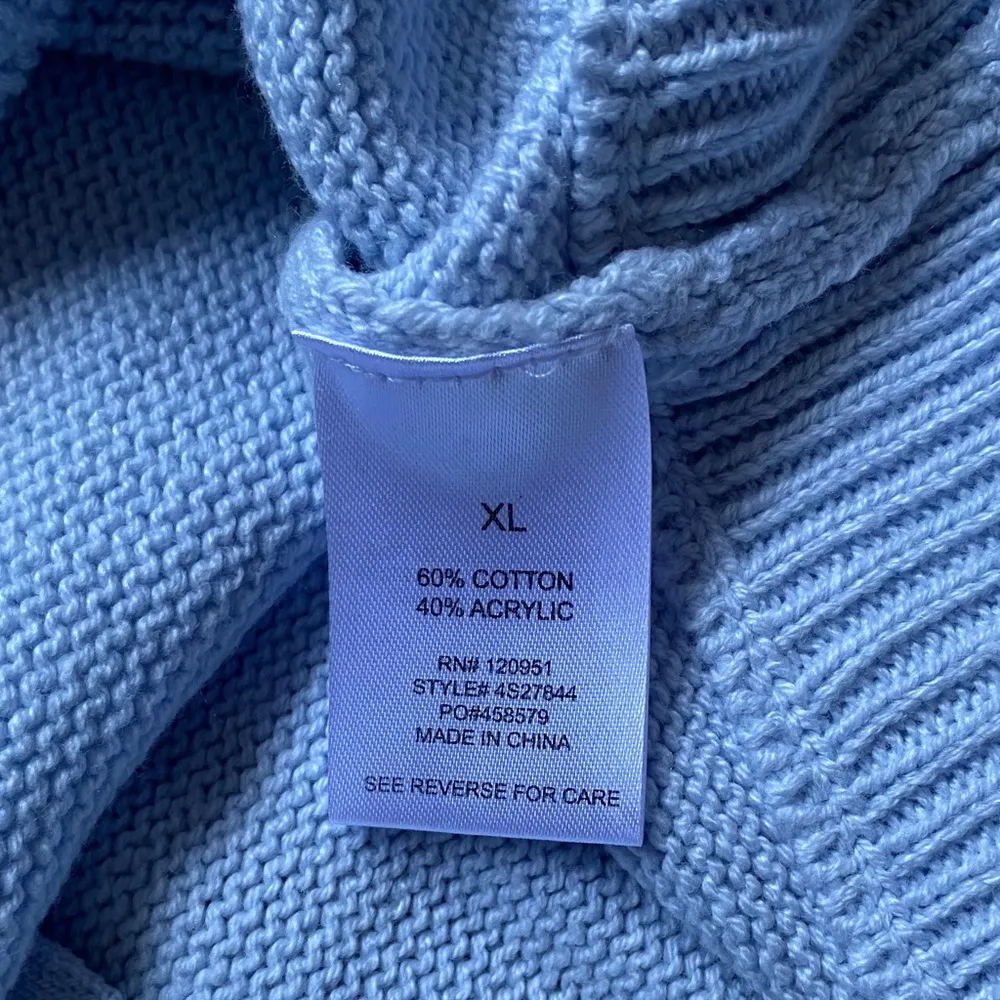 XL
60% COTTON
40% ACRYLIC
RN# 120951
STYLE# 4S27844
PO#458579
MADE IN CHINA
SEE REVERSE FOR CARE